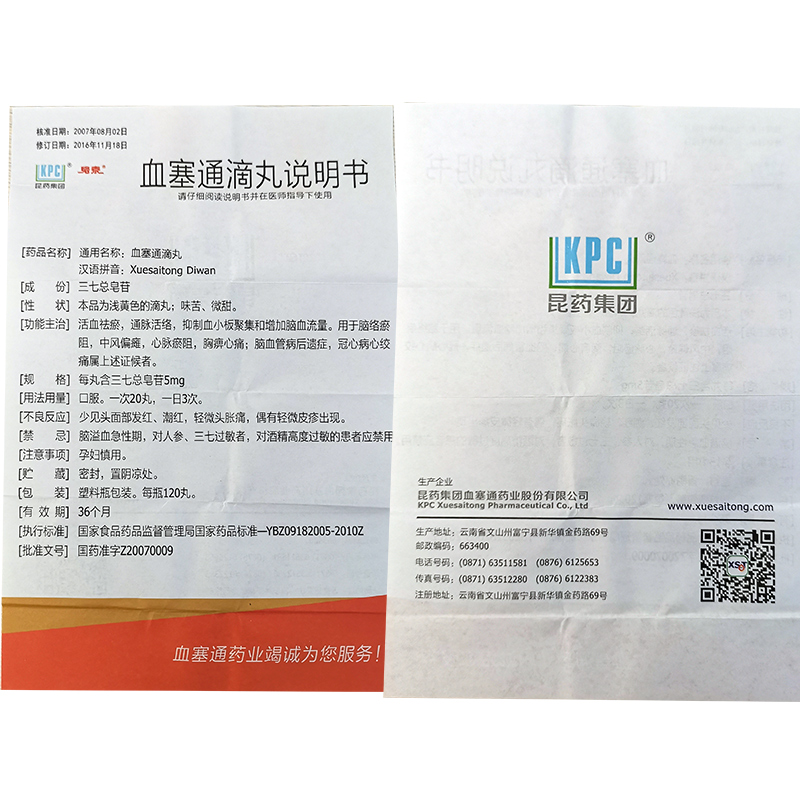 核准日期：2007年08月02日
修订日期：2016年11月18日
KPC®
昆药集团
血塞通滴丸说明书
请仔细阅读说明书并在医师指导下使用
[药品名称] 通用名称：血塞通滴丸
汉语拼音：Xuesaitong Diwan
[成 份] 三七总皂苷
[性 状] 本品为浅黄色的滴丸；味苦、微甜。
[功能主治] 活血祛瘀，通脉活络，抑制血小板聚集和增加脑血流量。用于脑络瘀
阻，中风偏瘫，心脉瘀阻，胸痹心痛；脑血管病后遗症，冠心病心绞
痛属上述证候者。
[规 格] 每丸含三七总皂苷5mg
[用法用量] 口服。一次20丸，一日3次。
[不良反应] 少见头面部发红、潮红，轻微头胀痛，偶有轻微皮疹出现。
[禁 忌] 脑溢血急性期，对人参、三七过敏者，对酒精高度过敏的患者应禁用
[注意事项] 孕妇慎用。
[贮 藏] 密封，置阴凉处。
[包 装] 塑料瓶包装。每瓶120丸。
[有 效 期] 36个月
[执行标准] 国家食品药品监督管理局国家药品标准—YBZ09182005-2010Z
[批准文号] 国药准字Z20070009
血塞通药业竭诚为您服务！
KPC®
昆药集团
生产企业
昆药集团血塞通药业股份有限公司
KPC Xuesaitong Pharmaceutical Co., Ltd
www.xuesaitong.com
生产地址：云南省文山州富宁县新华镇金药路69号
邮政编码：663400
电话号码：(0871) 63511581 (0876) 6125653
传真号码：(0871) 63512280 (0876) 6122383
注册地址：云南省文山州富宁县新华镇金药路69号